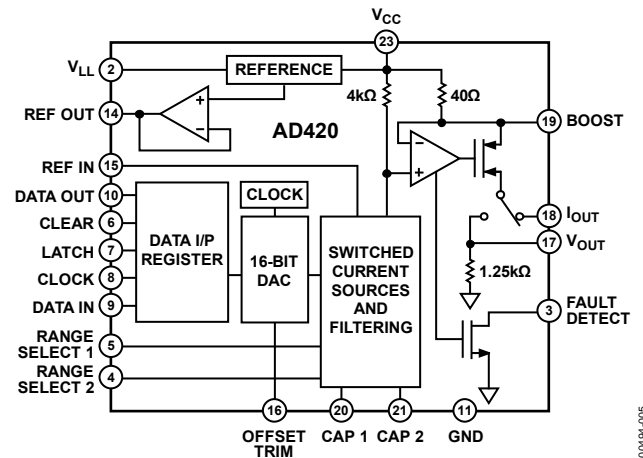 VCC
23
VLL
2
REFERENCE
4kΩ
40Ω
REF OUT
14
+
−
AD420
−
+
19
BOOST
REF IN
15
DATA OUT
10
CLOCK
CLEAR
6
18
IOUT
LATCH
7
DATA I/P
REGISTER
16-BIT
DAC
SWITCHED
CURRENT
SOURCES
AND
FILTERING
17
VOUT
CLOCK
8
1.25kΩ
DATA IN
9
3
FAULT
DETECT
RANGE
SELECT 1
5
RANGE
SELECT 2
4
16
20
21
11
OFFSET
TRIM
CAP 1
CAP 2
GND